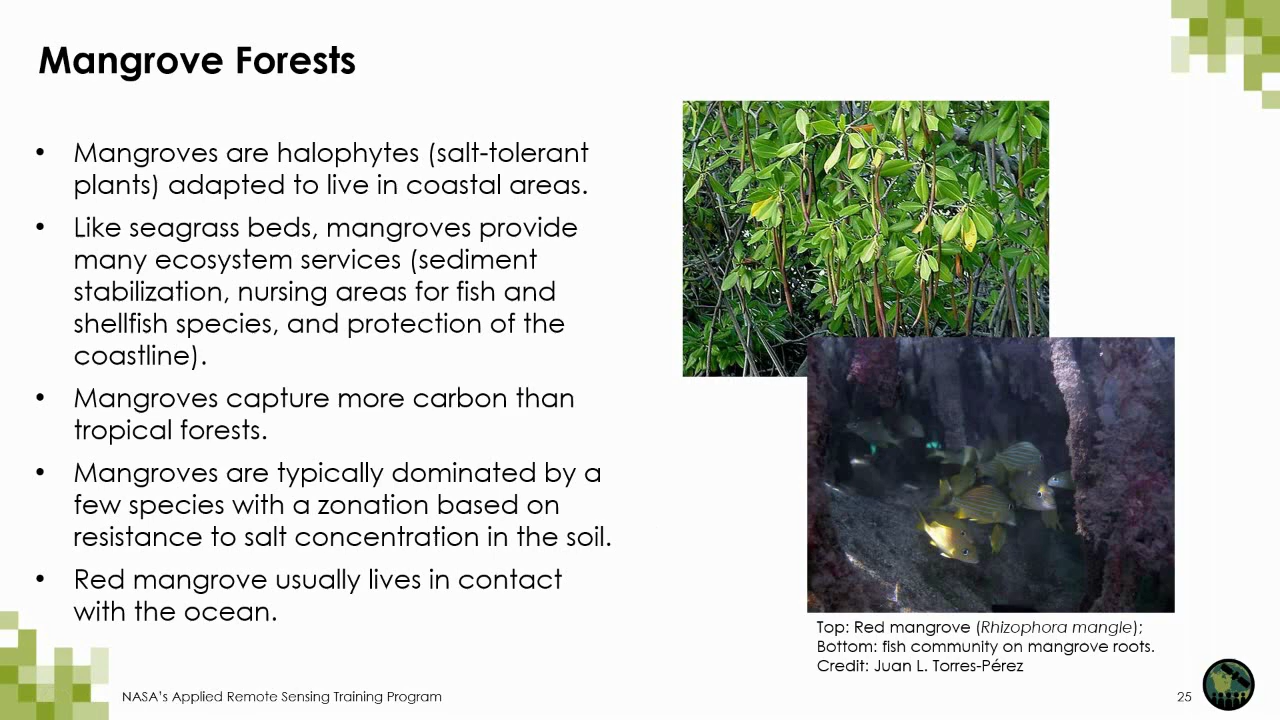 Mangrove Forests
• Mangroves are halophytes (salt-tolerant
plants) adapted to live in coastal areas.
• Like seagrass beds, mangroves provide
many ecosystem services (sediment
stabilization, nursing areas for fish and
shellfish species, and protection of the
coastline).
• Mangroves capture more carbon than
tropical forests.
• Mangroves are typically dominated by a
few species with a zonation based on
resistance to salt concentration in the soil.
• Red mangrove usually lives in contact
with the ocean.
Top: Red mangrove (Rhizophora mangle);
Bottom: fish community on mangrove roots.
Credit: Juan L. Torres-Pérez
NASA's Applied Remote Sensing Training Program
25